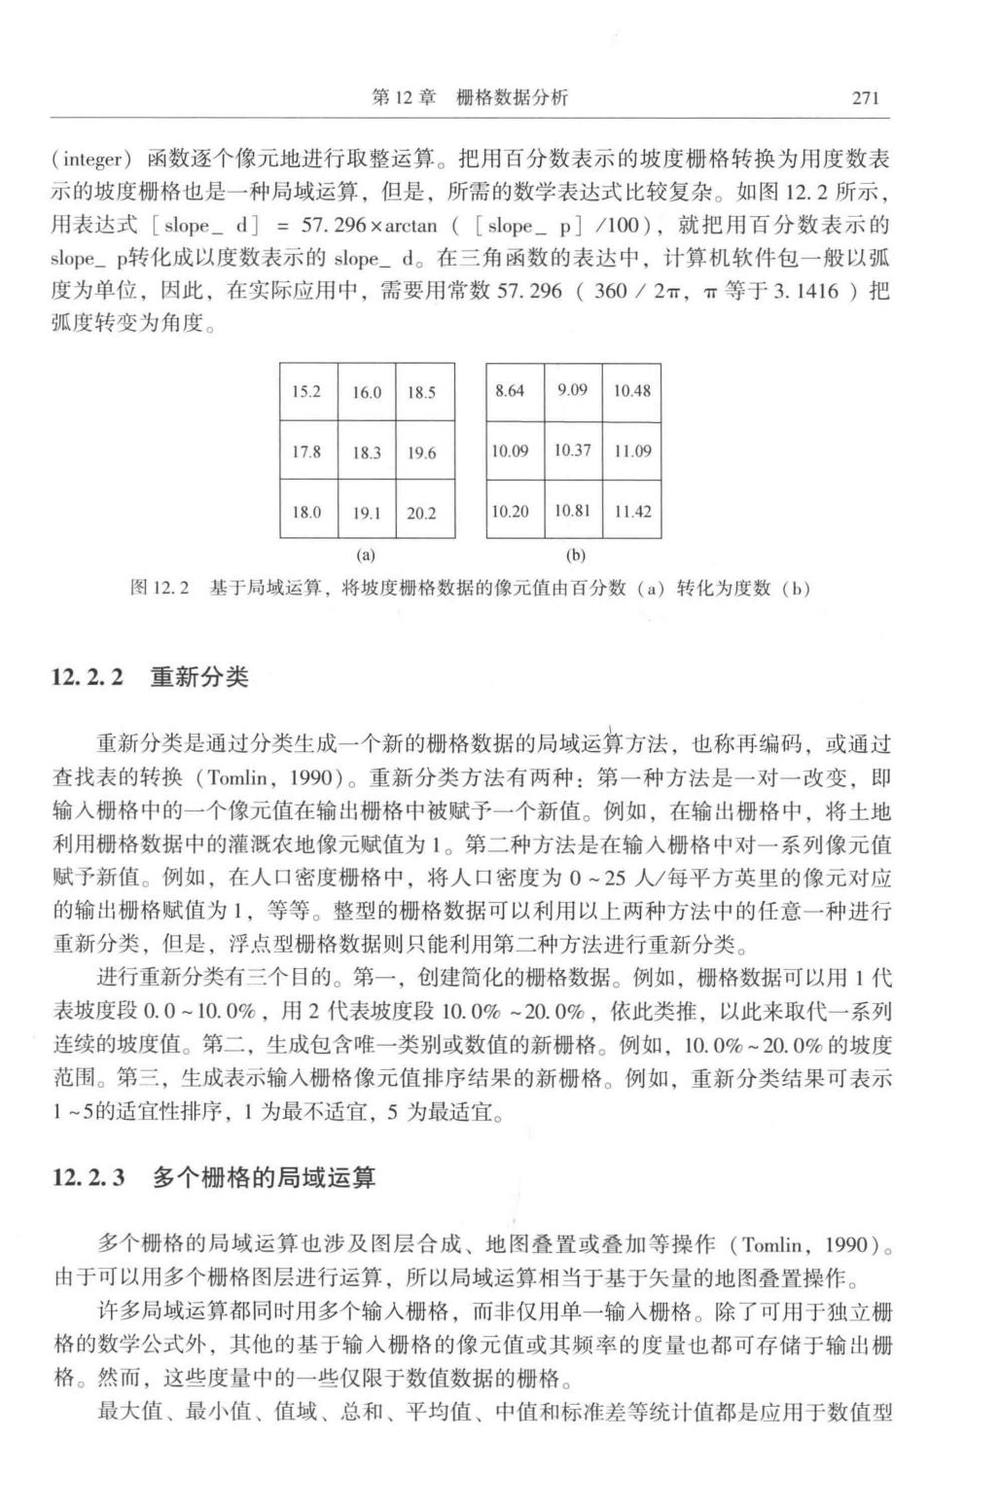 第 12 章 栅格数据分析 271
(integer) 函数逐个像元地进行取整运算。把用百分数表示的坡度栅格转换为用度数表
示的坡度栅格也是一种局域运算，但是，所需的数学表达式比较复杂。如图 12.2 所示，
用表达式［slope_ d］ = 57.296×arctan (［slope_ p］/100)，就把用百分数表示的
slope_ p转化成以度数表示的 slope_ d。在三角函数的表达中，计算机软件包一般以弧
度为单位，因此，在实际应用中，需要用常数 57.296 ( 360 / 2π，π 等于 3.1416 ) 把
弧度转变为角度。
15.2 16.0 18.5 8.64 9.09 10.48
17.8 18.3 19.6 10.09 10.37 11.09
18.0 19.1 20.2 10.20 10.81 11.42
(a) (b)
图 12.2 基于局域运算，将坡度栅格数据的像元值由百分数 (a) 转化为度数 (b)
12.2.2 重新分类
重新分类是通过分类生成一个新的栅格数据的局域运算方法，也称再编码，或通过
查找表的转换 (Tomlin，1990)。重新分类方法有两种：第一种方法是一对一改变，即
输入栅格中的一个像元值在输出栅格中被赋予一个新值。例如，在输出栅格中，将土地
利用栅格数据中的灌溉农地像元赋值为 1。第二种方法是在输入栅格中对一系列像元值
赋予新值。例如，在人口密度栅格中，将人口密度为 0 ~ 25 人/每平方英里的像元对应
的输出栅格赋值为 1，等等。整型的栅格数据可以利用以上两种方法中的任意一种进行
重新分类，但是，浮点型栅格数据则只能利用第二种方法进行重新分类。
进行重新分类有三个目的。第一，创建简化的栅格数据。例如，栅格数据可以用 1 代
表坡度段 0.0 ~ 10.0%，用 2 代表坡度段 10.0% ~20.0%，依此类推，以此来取代一系列
连续的坡度值。第二，生成包含唯一类别或数值的新栅格。例如，10.0% ~ 20.0% 的坡度
范围。第三，生成表示输入栅格像元值排序结果的新栅格。例如，重新分类结果可表示
1 ~5的适宜性排序，1 为最不适宜，5 为最适宜。
12.2.3 多个栅格的局域运算
多个栅格的局域运算也涉及图层合成、地图叠置或叠加等操作 (Tomlin，1990)。
由于可以用多个栅格图层进行运算，所以局域运算相当于基于矢量的地图叠置操作。
许多局域运算都同时用多个输入栅格，而非仅用单一输入栅格。除了可用于独立栅
格的数学公式外，其他的基于输入栅格的像元值或其频率的度量也都可存储于输出栅
格。然而，这些度量中的一些仅限于数值数据的栅格。
最大值、最小值、值域、总和、平均值、中值和标准差等统计值都是应用于数值型